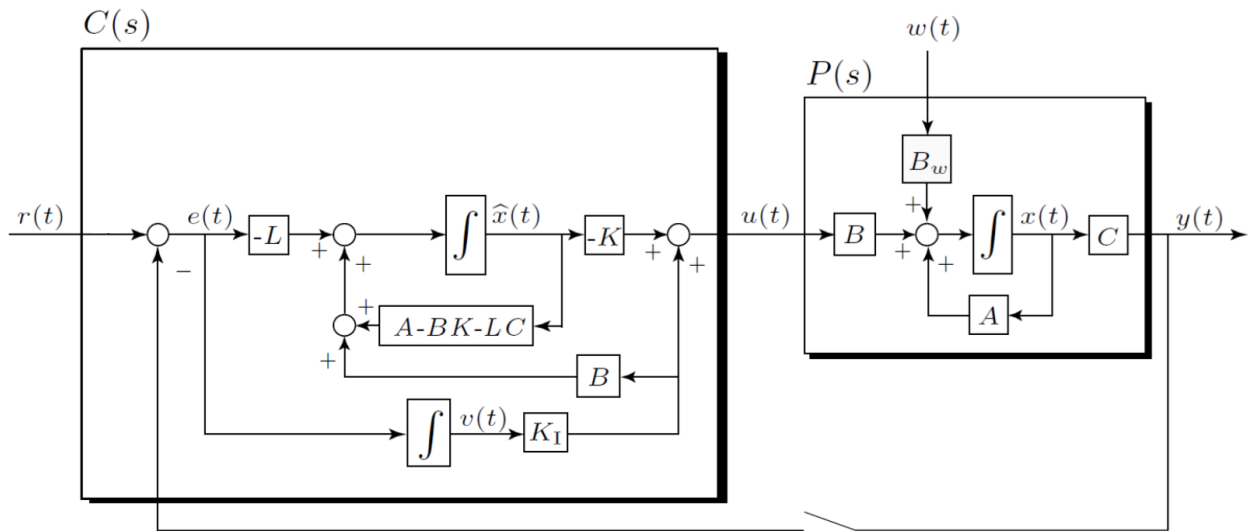 C(s)
w(t)
P(s)
B_w
r(t)
e(t)
-L
+
+
x̂(t)
-K
+
+
u(t)
B
+
+
+
x(t)
C
y(t)
−
+
A-BK-LC
A
+
B
v(t)
K_I
∫
∫
∫